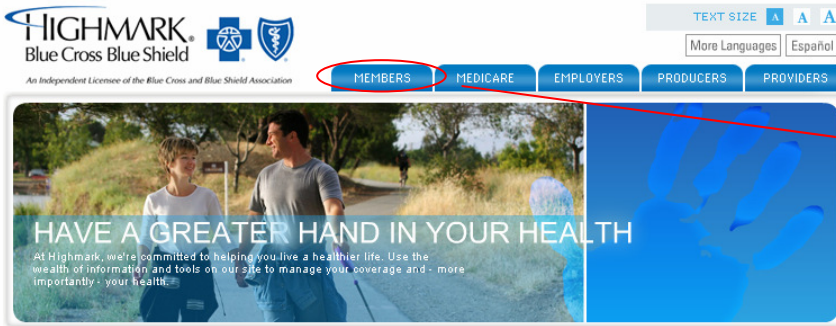 HIGHMARK®
Blue Cross Blue Shield
An Independent Licensee of the Blue Cross and Blue Shield Association
TEXT SIZE A A A
More Languages Español
MEMBERS MEDICARE EMPLOYERS PRODUCERS PROVIDERS
HAVE A GREATER HAND IN YOUR HEALTH
At Highmark, we're committed to helping you live a healthier life. Use the
wealth of information and tools on our site to manage your coverage and - more
importantly - your health.